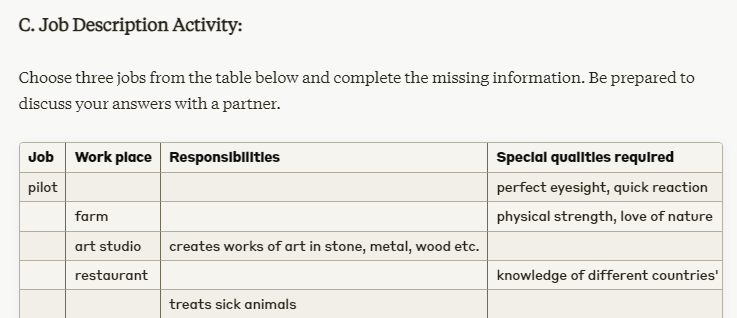 C. Job Description Activity:
Choose three jobs from the table below and complete the missing information. Be prepared to
discuss your answers with a partner.
Job Work place Responsibilities Special qualities required
pilot perfect eyesight, quick reaction
farm physical strength, love of nature
art studio creates works of art in stone, metal, wood etc.
restaurant knowledge of different countries'
treats sick animals